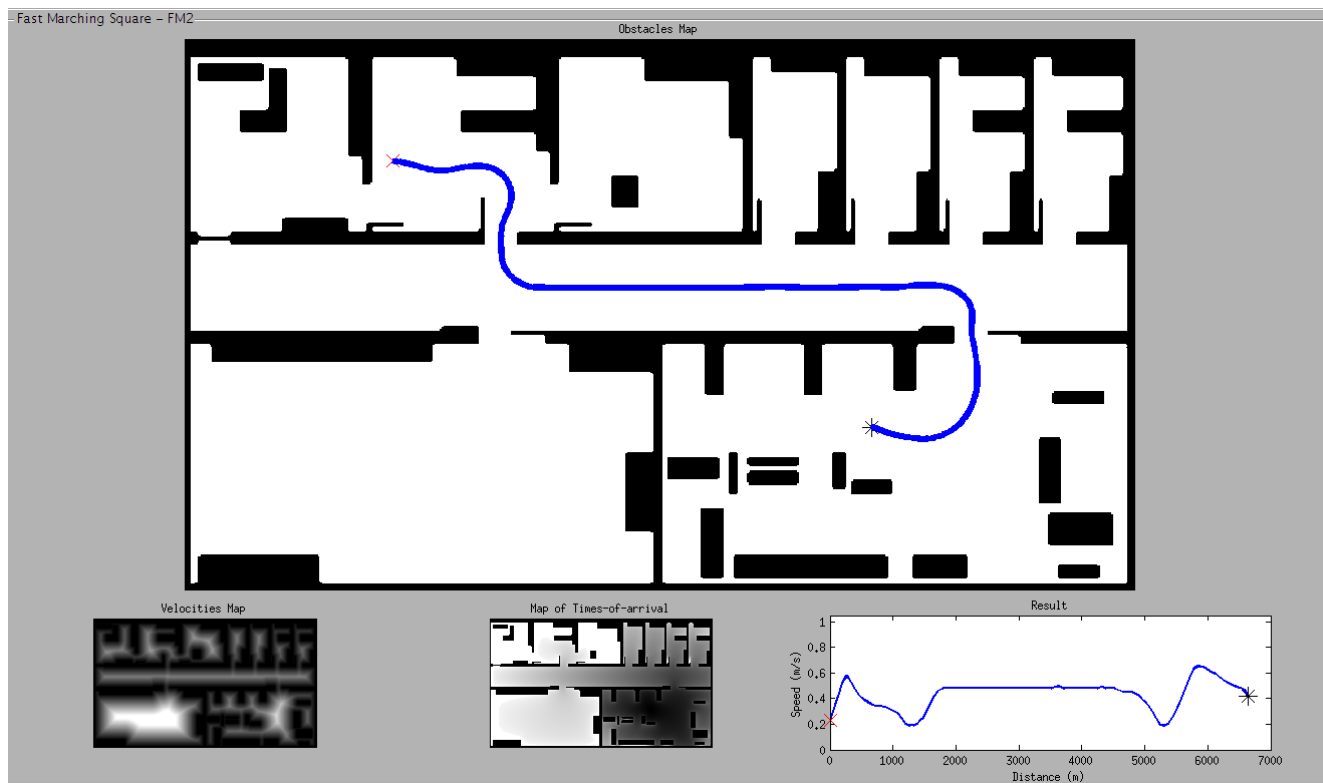 Fast Marching Square - FM2
Obstacles Map
Velocities Map
Map of Times-of-arrival
Result
1
0.8
0.6
0.4
0.2
0
Speed (m/s)
0
1000
2000
3000
4000
5000
6000
7000
Distance (m)